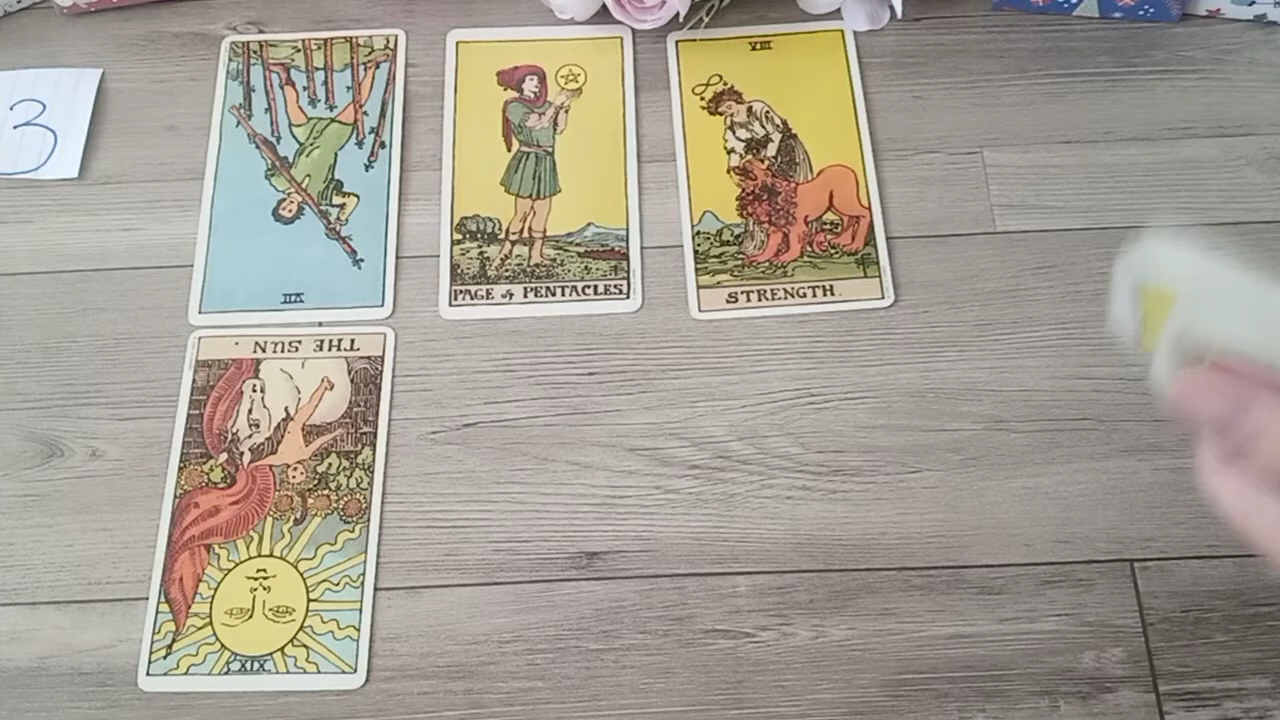 3
VII
PAGE of PENTACLES.
VIII
STRENGTH.
THE SUN.
XIX